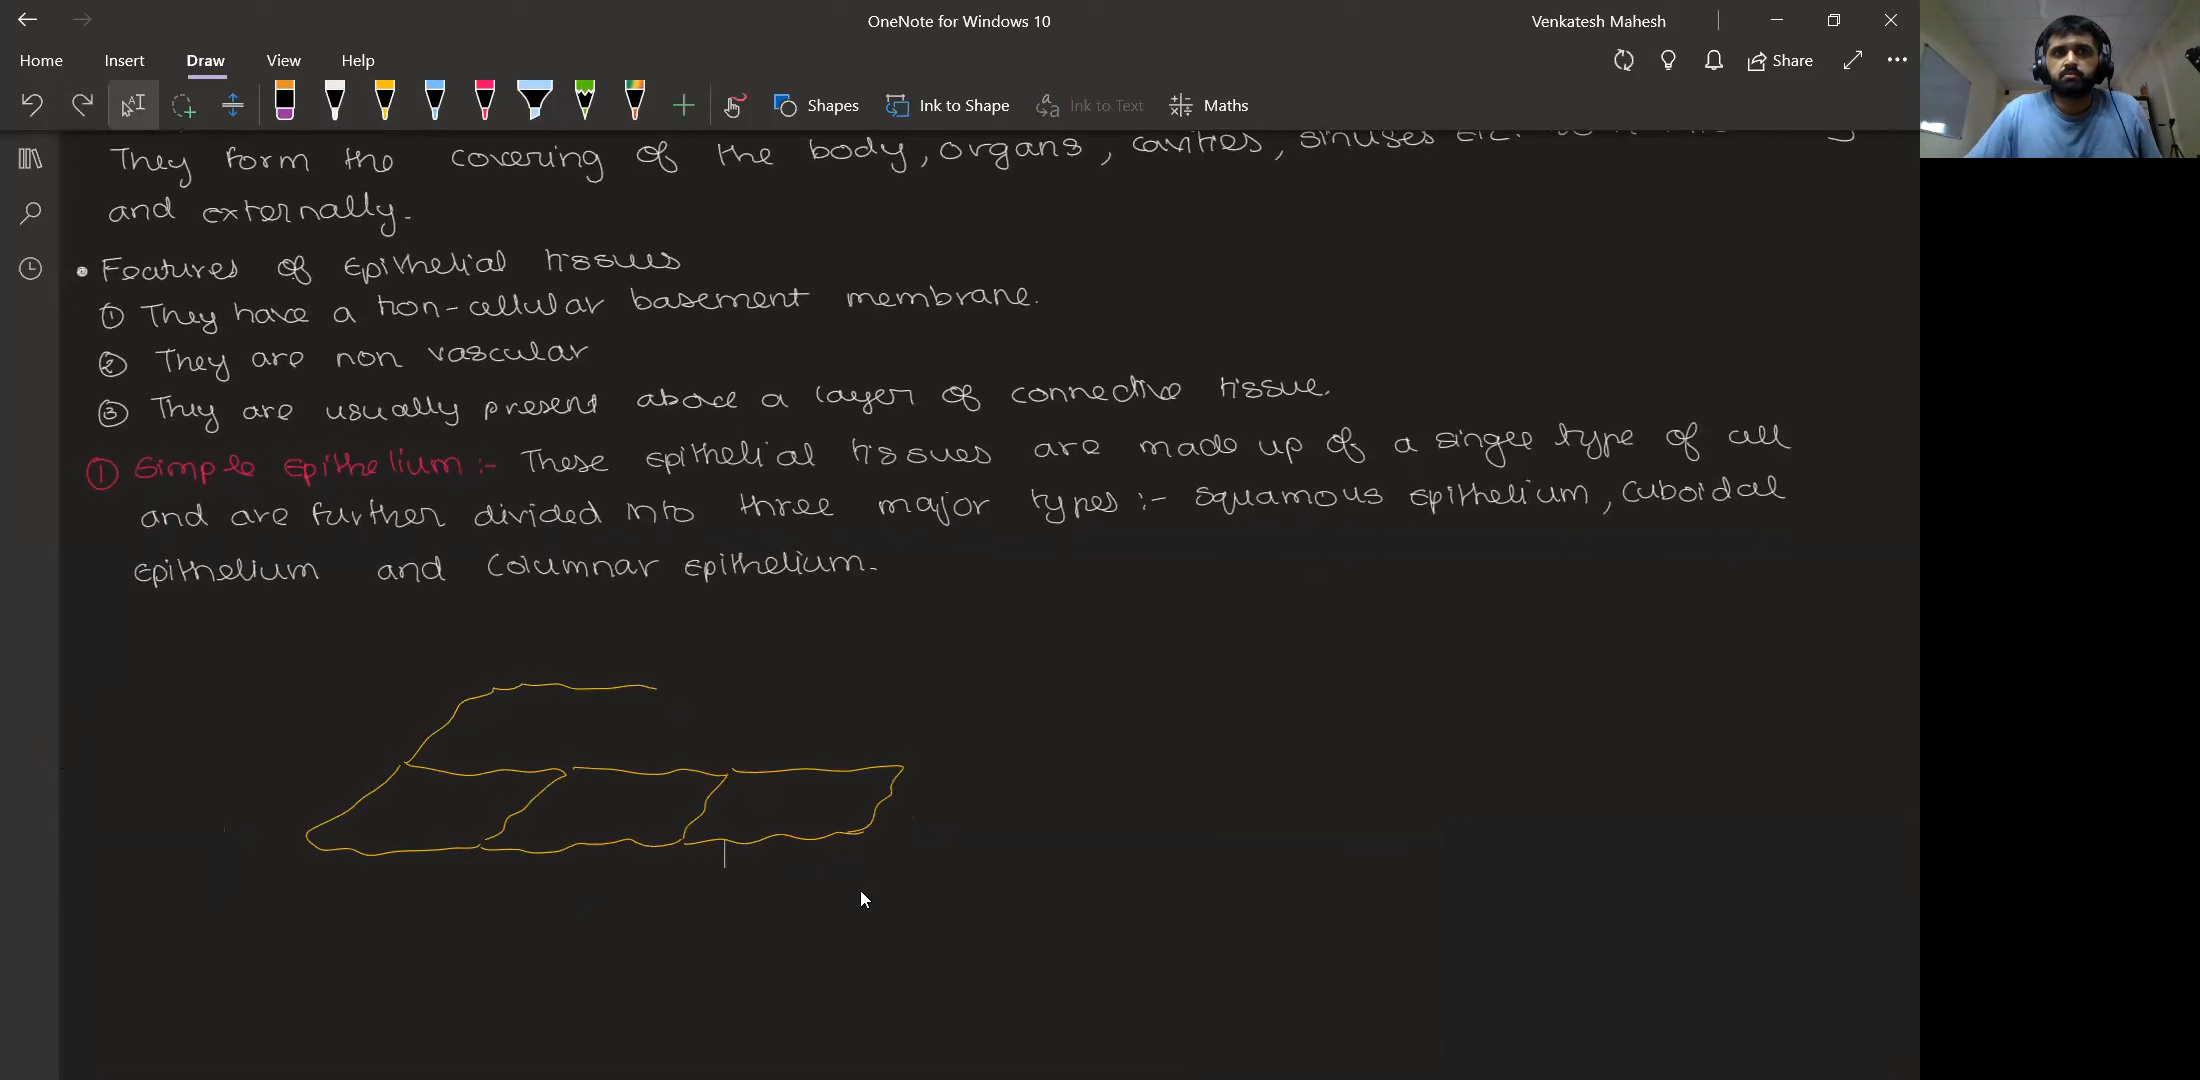 OneNote for Windows 10
Venkatesh Mahesh
Home Insert Draw View Help
Share
Shapes Ink to Shape Ink to Text Maths
They form the covering of the body, organs, cavities, sinuses etc.
and externally.
• Features of Epithelial tissues
① They have a non-cellular basement membrane.
② They are non vascular
③ They are usually present above a layer of connective tissue.
① Simple Epithelium :- These epithelial tissues are made up of a single type of cell
and are further divided into three major types :- squamous epithelium, cuboidal
epithelium and columnar epithelium.